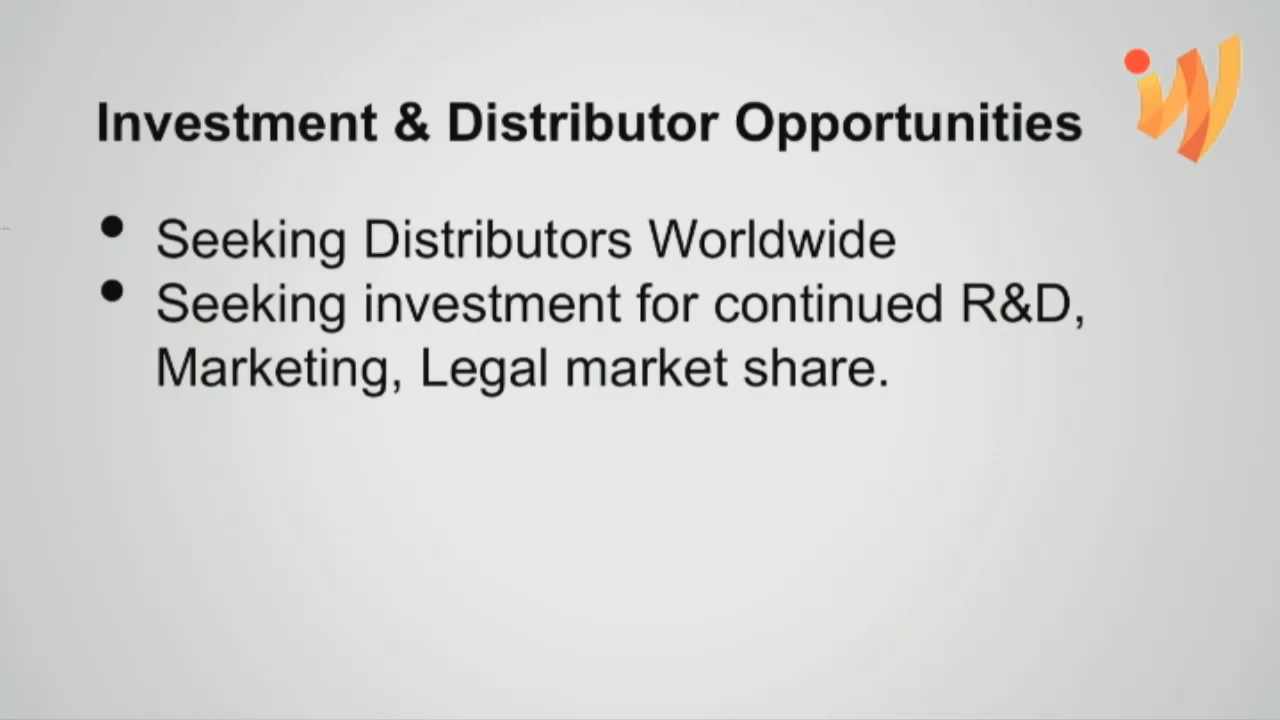 Investment & Distributor Opportunities
• Seeking Distributors Worldwide
• Seeking investment for continued R&D,
Marketing, Legal market share.